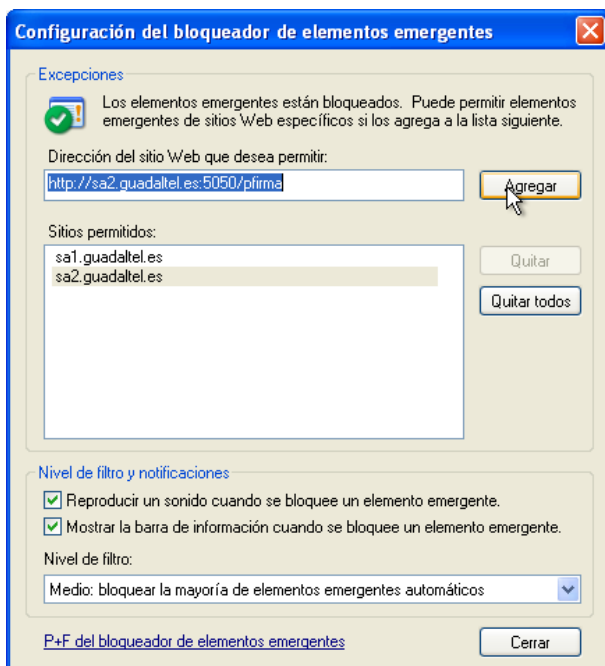 Configuración del bloqueador de elementos emergentes
Excepciones
Los elementos emergentes están bloqueados. Puede permitir elementos
emergentes de sitios Web específicos si los agrega a la lista siguiente.
Dirección del sitio Web que desea permitir:
http://sa2.guadaltel.es:5050/pfirma
Agregar
Sitios permitidos:
sa1.guadaltel.es
sa2.guadaltel.es
Quitar
Quitar todos
Nivel de filtro y notificaciones
Reproducir un sonido cuando se bloquee un elemento emergente.
Mostrar la barra de información cuando se bloquee un elemento emergente.
Nivel de filtro:
Medio: bloquear la mayoría de elementos emergentes automáticos
P+F del bloqueador de elementos emergentes
Cerrar